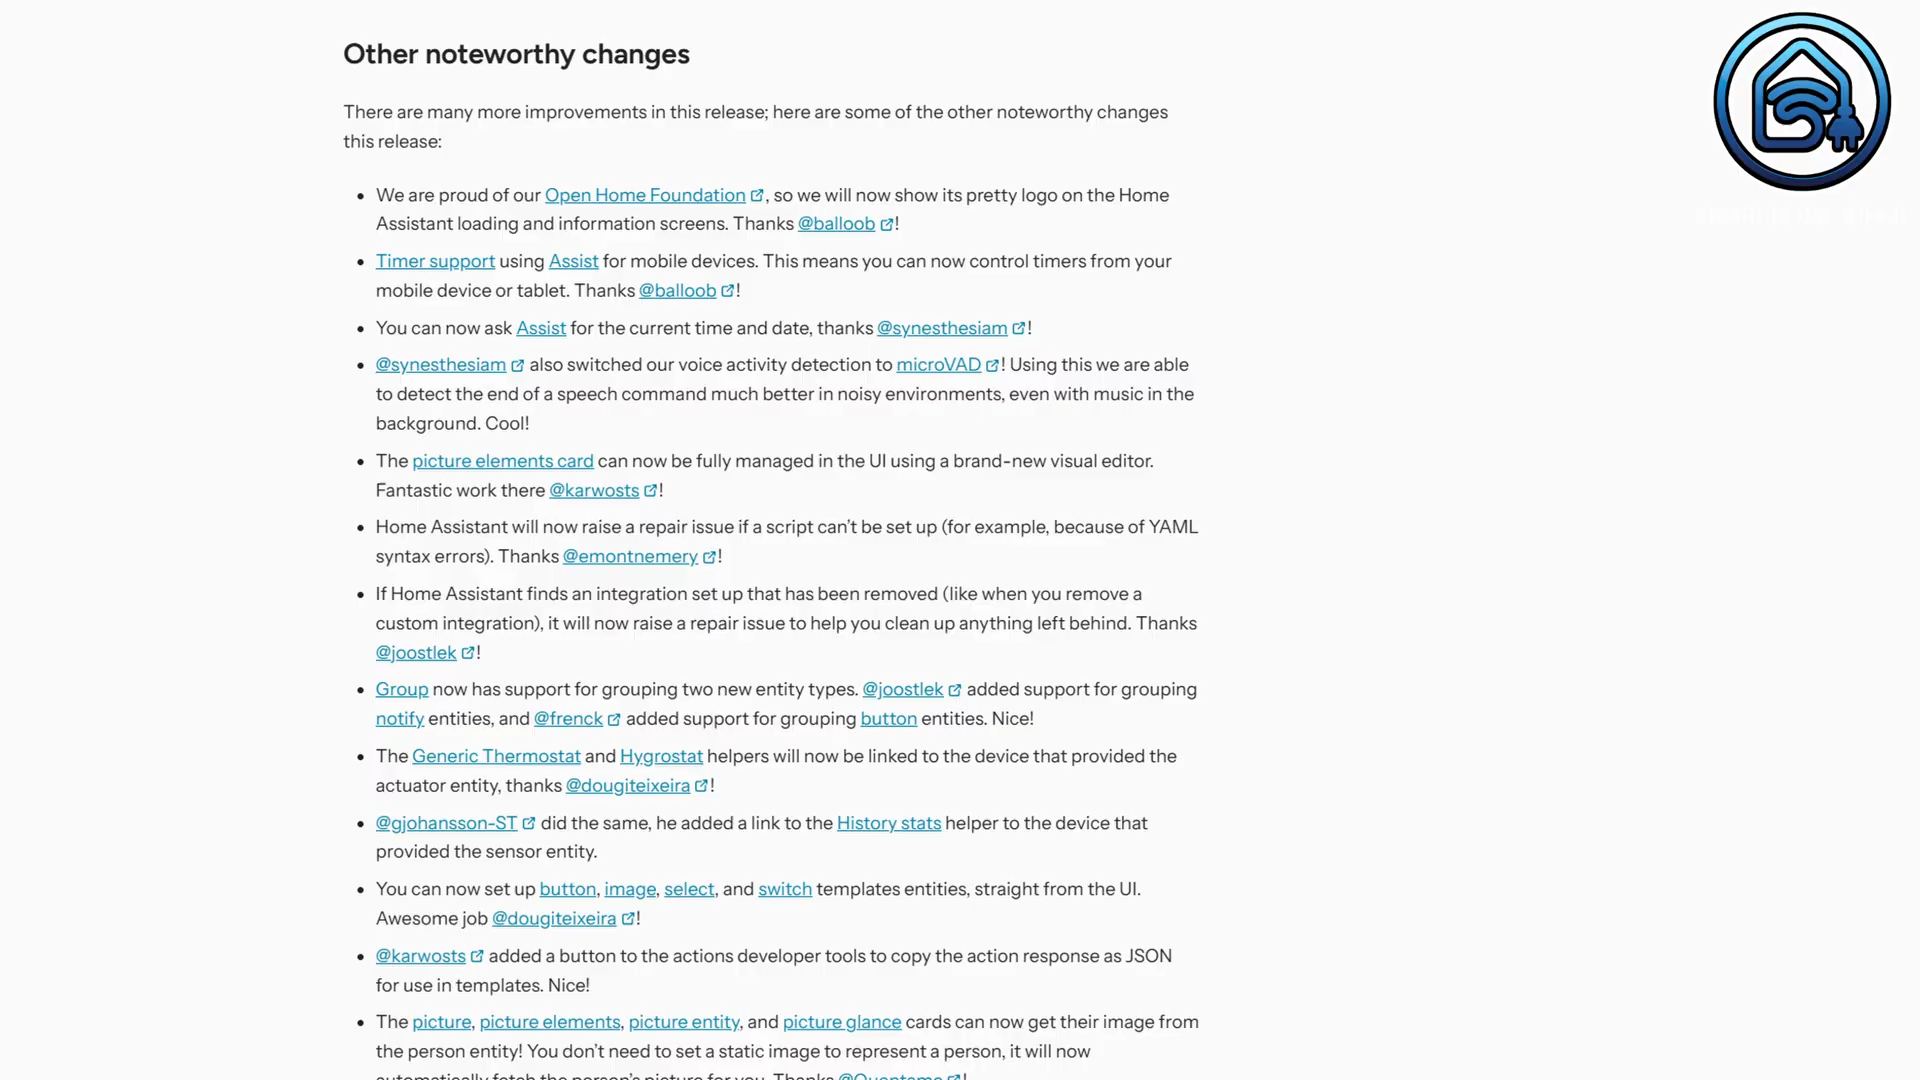 Other noteworthy changes
There are many more improvements in this release; here are some of the other noteworthy changes
this release:
• We are proud of our Open Home Foundation, so we will now show its pretty logo on the Home
Assistant loading and information screens. Thanks @balloob!
• Timer support using Assist for mobile devices. This means you can now control timers from your
mobile device or tablet. Thanks @balloob!
• You can now ask Assist for the current time and date, thanks @synesthesiam!
• @synesthesiam also switched our voice activity detection to microVAD! Using this we are able
to detect the end of a speech command much better in noisy environments, even with music in the
background. Cool!
• The picture elements card can now be fully managed in the UI using a brand-new visual editor.
Fantastic work there @karwosts!
• Home Assistant will now raise a repair issue if a script can't be set up (for example, because of YAML
syntax errors). Thanks @emontnemery!
• If Home Assistant finds an integration set up that has been removed (like when you remove a
custom integration), it will now raise a repair issue to help you clean up anything left behind. Thanks
@joostlek!
• Group now has support for grouping two new entity types. @joostlek added support for grouping
notify entities, and @frenck added support for grouping button entities. Nice!
• The Generic Thermostat and Hygrostat helpers will now be linked to the device that provided the
actuator entity, thanks @dougiteixeira!
• @gjohansson-ST did the same, he added a link to the History stats helper to the device that
provided the sensor entity.
• You can now set up button, image, select, and switch templates entities, straight from the UI.
Awesome job @dougiteixeira!
• @karwosts added a button to the actions developer tools to copy the action response as JSON
for use in templates. Nice!
• The picture, picture elements, picture entity, and picture glance cards can now get their image from
the person entity! You don't need to set a static image to represent a person, it will now
automatically fetch the person's picture for you. Thanks